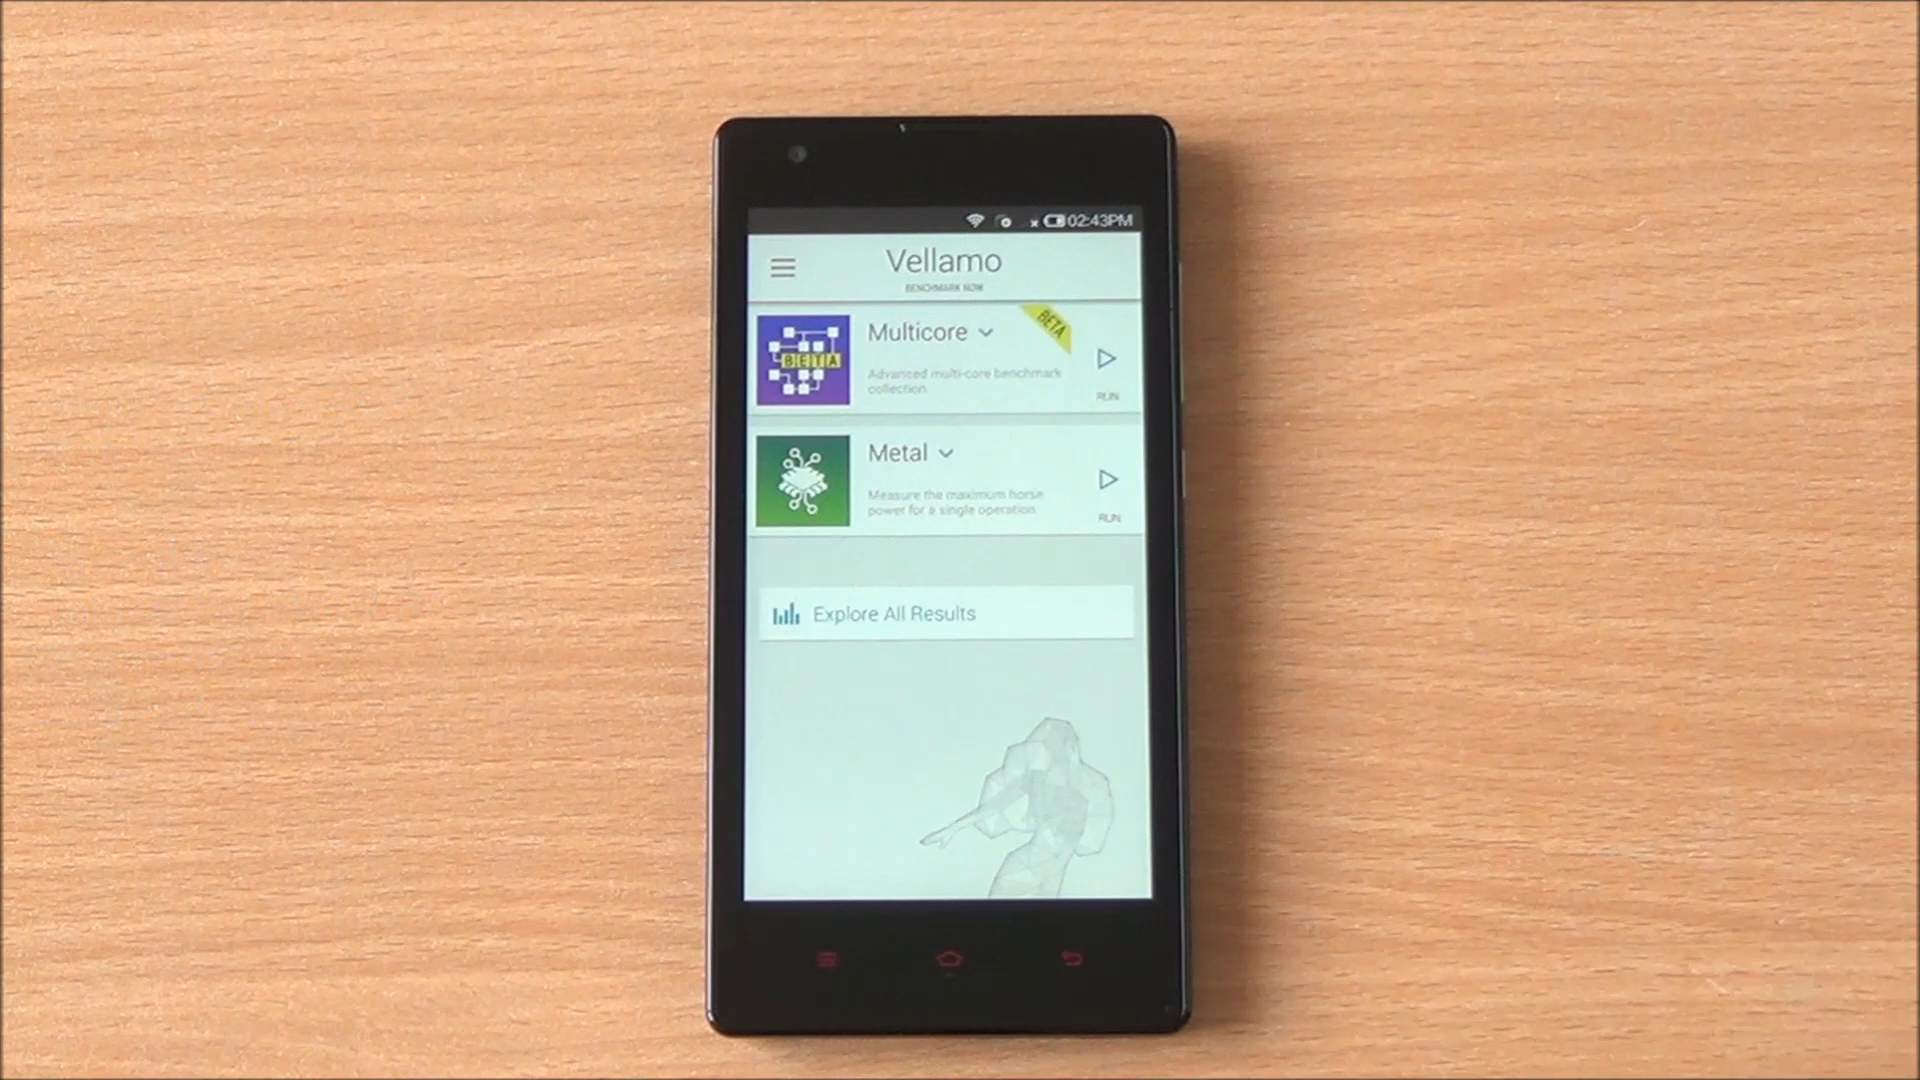 02:43PM
Vellamo
BENCHMARK NOW
Multicore
BETA
BETA
Advanced multi-core benchmark
collection.
RUN
Metal
Measure the maximum horse
power for a single operation.
RUN
Explore All Results